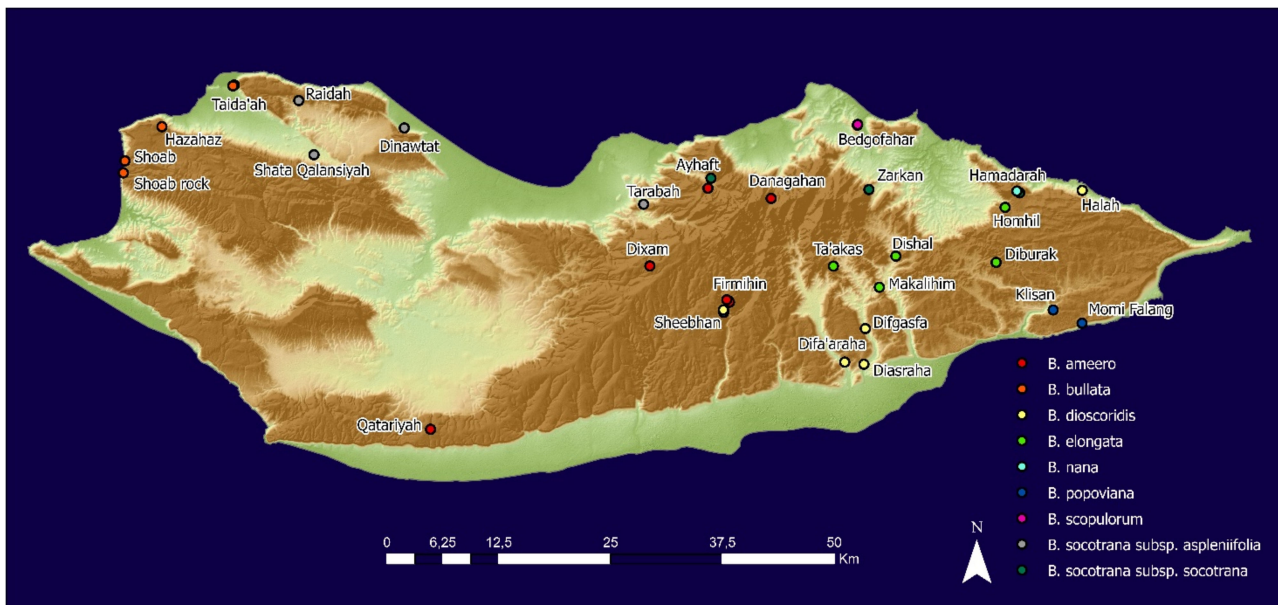 Raidah
Taida'ah
Hazahaz
Dinawtat
Shoab
Shata Qalansiyah
Shoab rock
Bedgofahar
Ayhaft
Danagahan
Zarkan
Hamadarah
Tarabah
Halah
Homhil
Dixam
Ta'akas
Dishal
Diburak
Firmihin
Makalihim
Klisan
Momi Falang
Sheebhan
Difgasfa
Difa'araha
Diasraha
Qatariyah
B. ameero
B. bullata
B. dioscoridis
B. elongata
B. nana
B. popoviana
B. scopulorum
B. socotrana subsp. aspleniifolia
B. socotrana subsp. socotrana
N
0 6,25 12,5 25 37,5 50
Km